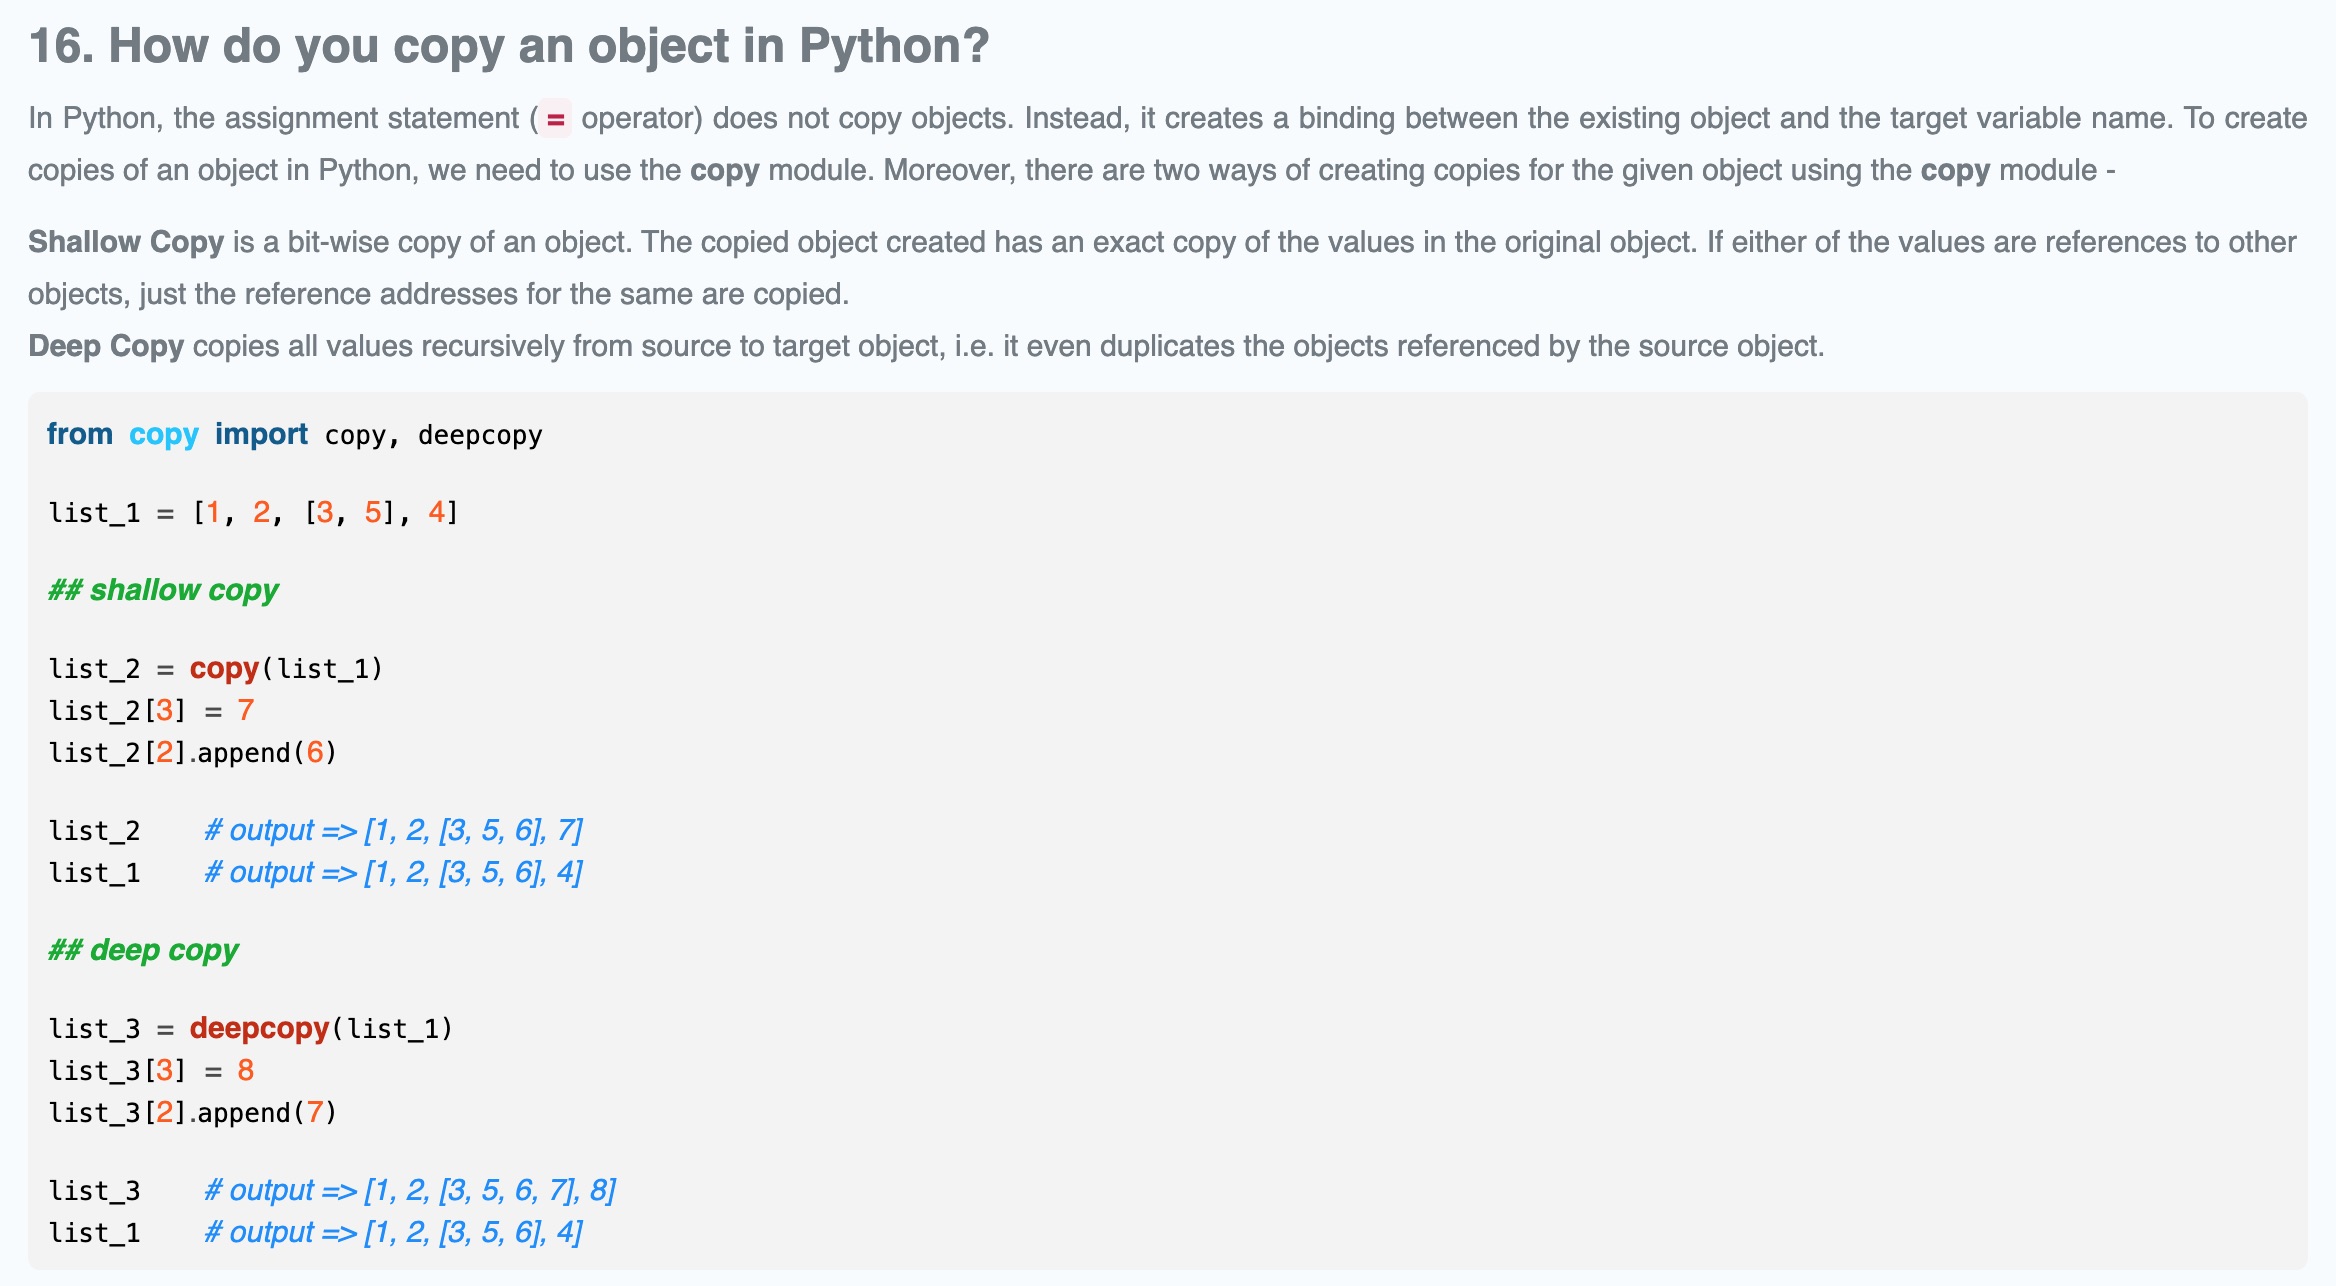 16. How do you copy an object in Python?
In Python, the assignment statement ( = operator) does not copy objects. Instead, it creates a binding between the existing object and the target variable name. To create
copies of an object in Python, we need to use the copy module. Moreover, there are two ways of creating copies for the given object using the copy module -
Shallow Copy is a bit-wise copy of an object. The copied object created has an exact copy of the values in the original object. If either of the values are references to other
objects, just the reference addresses for the same are copied.
Deep Copy copies all values recursively from source to target object, i.e. it even duplicates the objects referenced by the source object.
from copy import copy, deepcopy
list_1 = [1, 2, [3, 5], 4]
## shallow copy
list_2 = copy(list_1)
list_2[3] = 7
list_2[2].append(6)
list_2    # output => [1, 2, [3, 5, 6], 7]
list_1    # output => [1, 2, [3, 5, 6], 4]
## deep copy
list_3 = deepcopy(list_1)
list_3[3] = 8
list_3[2].append(7)
list_3    # output => [1, 2, [3, 5, 6, 7], 8]
list_1    # output => [1, 2, [3, 5, 6], 4]